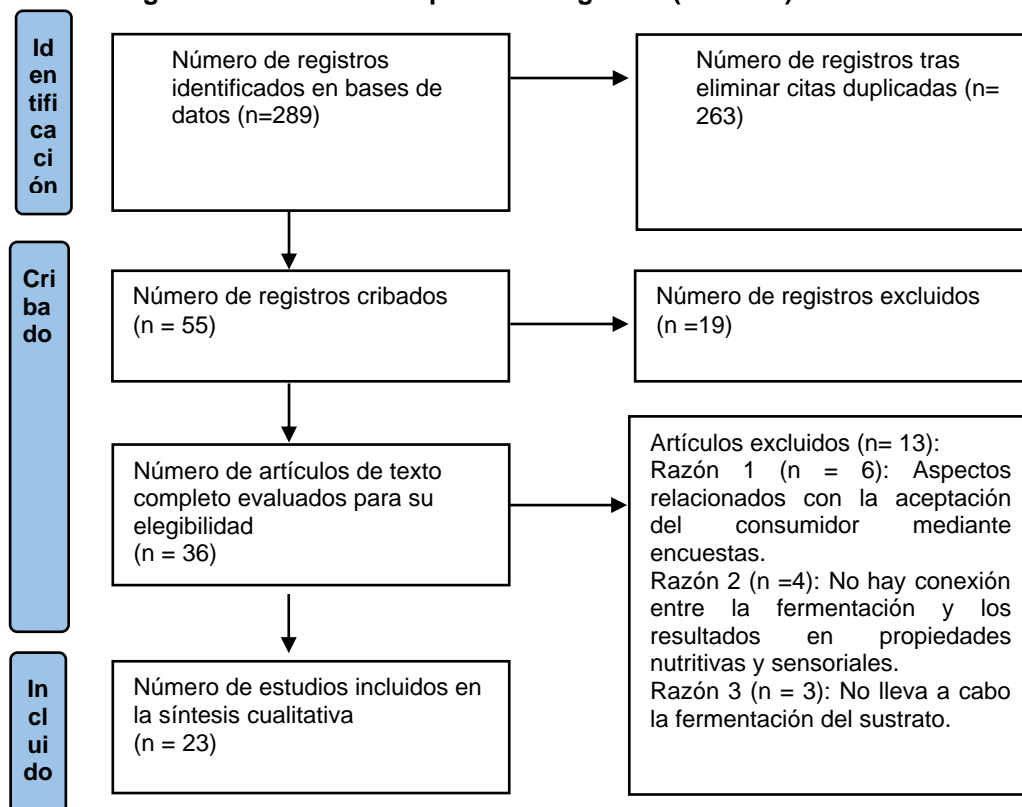 Id
en
tifi
ca
ci
ón
Número de registros
identificados en bases de
datos (n=289)
Número de registros tras
eliminar citas duplicadas (n=
263)
Cri
ba
do
Número de registros cribados
(n = 55)
Número de registros excluidos
(n =19)
Número de artículos de texto
completo evaluados para su
elegibilidad
(n = 36)
Artículos excluidos (n= 13):
Razón 1 (n = 6): Aspectos
relacionados con la aceptación
del consumidor mediante
encuestas.
Razón 2 (n =4): No hay conexión
entre la fermentación y los
resultados en propiedades
nutritivas y sensoriales.
Razón 3 (n = 3): No lleva a cabo
la fermentación del sustrato.
In
cl
ui
do
Número de estudios incluidos en
la síntesis cualitativa
(n = 23)